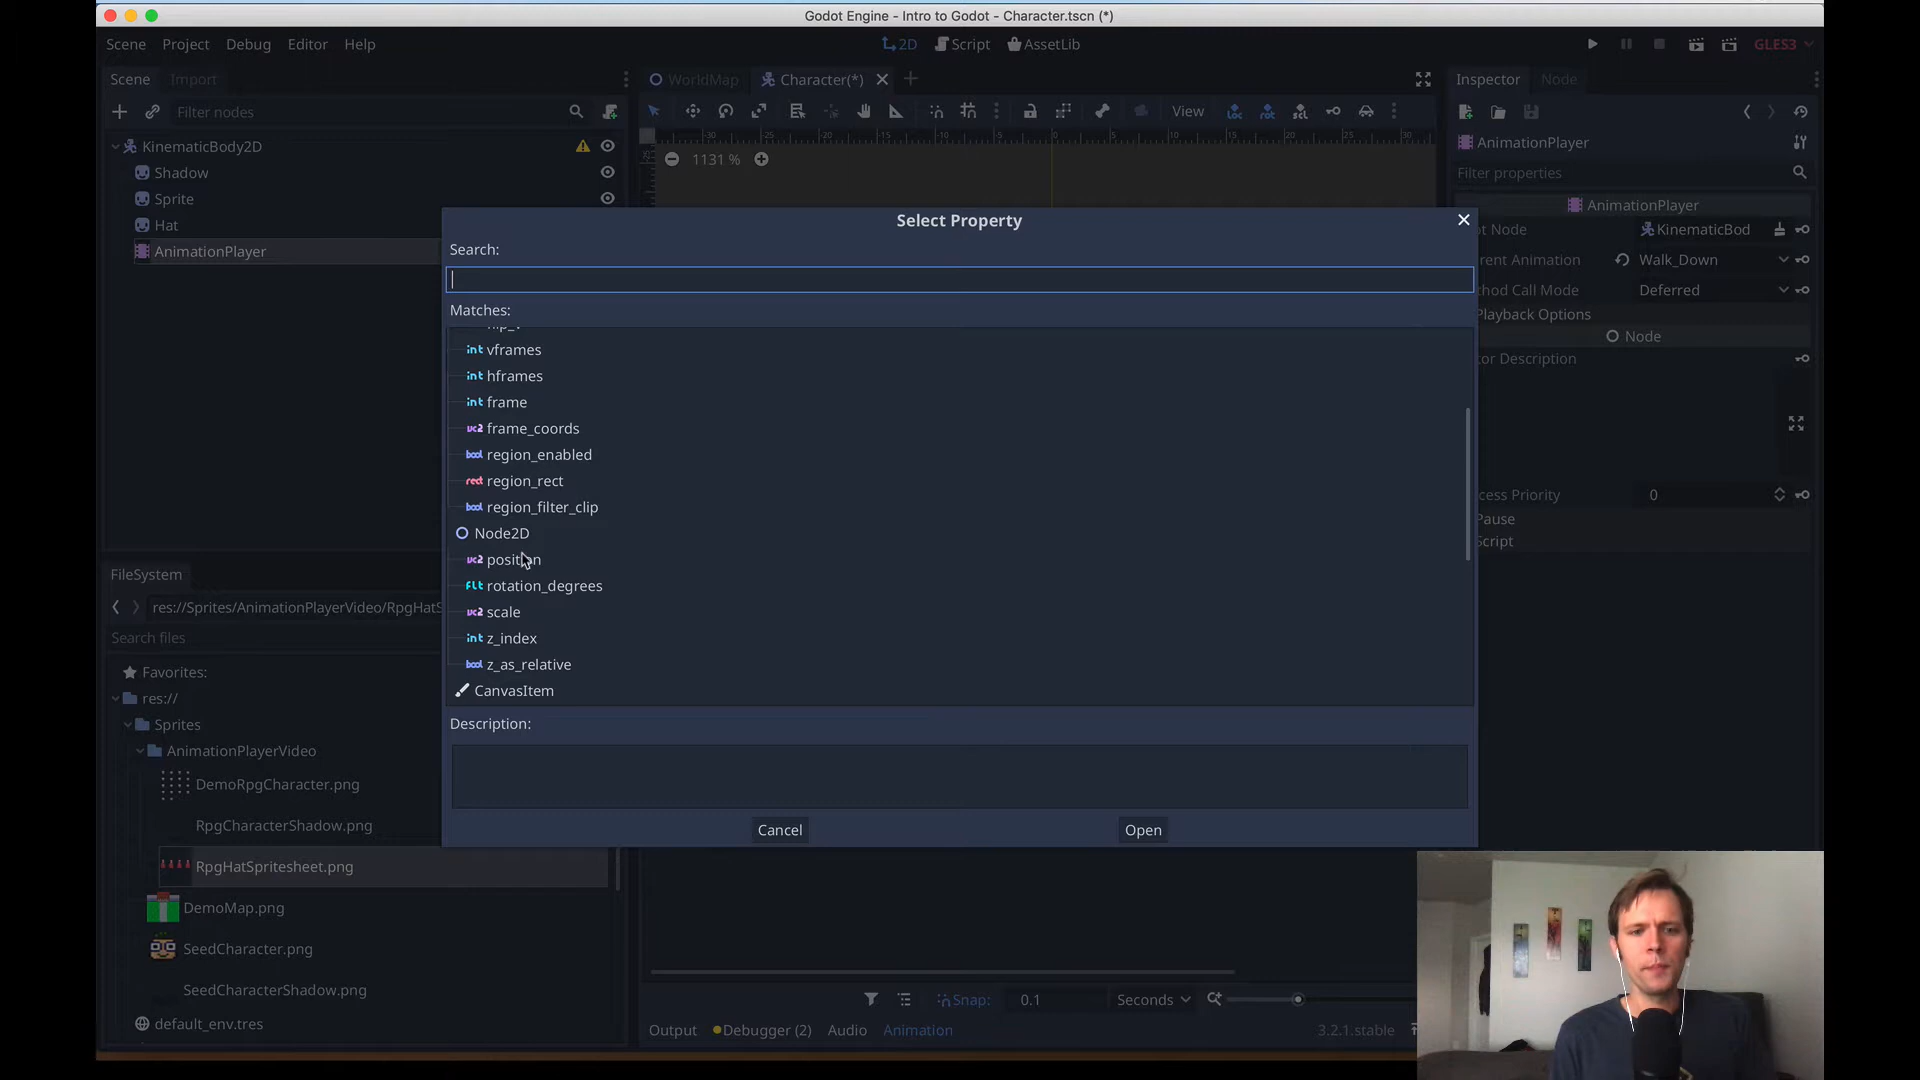 Godot Engine - Intro to Godot - Character.tscn (*)
Scene Project Debug Editor Help
2D Script AssetLib
GLES3
Scene Import
WorldMap Character(*)
Inspector Node
Filter nodes
View
KinematicBody2D
AnimationPlayer
1131 %
Shadow
Filter properties
Sprite
AnimationPlayer
Select Property
Hat
KinematicBod
Search:
AnimationPlayer
Walk_Down
Deferred
Matches:
Playback Options
Node
vframes
hframes
frame
frame_coords
region_enabled
region_rect
0
region_filter_clip
Pause
Node2D
Script
position
FileSystem
rotation_degrees
res://Sprites/AnimationPlayerVideo/RpgHatS
scale
Search files
z_index
Favorites:
z_as_relative
res://
CanvasItem
Sprites
Description:
AnimationPlayerVideo
DemoRpgCharacter.png
RpgCharacterShadow.png
Cancel Open
RpgHatSpritesheet.png
DemoMap.png
SeedCharacter.png
SeedCharacterShadow.png
Snap: 0.1 Seconds
default_env.tres
Output Debugger (2) Audio Animation 3.2.1.stable